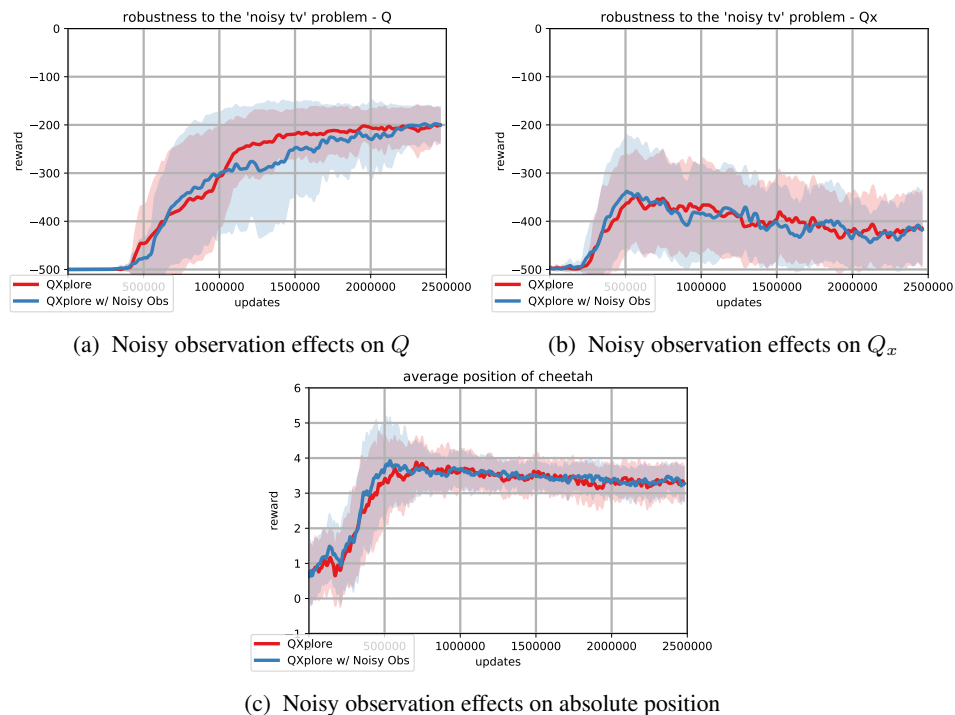 robustness to the 'noisy tv' problem - Q
0
−100
−200
−300
−400
−500
reward
500000
1000000
1500000
2000000
2500000
updates
QXplore
QXplore w/ Noisy Obs
(a) Noisy observation effects on Q
robustness to the 'noisy tv' problem - Qx
0
−100
−200
−300
−400
−500
reward
500000
1000000
1500000
2000000
2500000
updates
QXplore
QXplore w/ Noisy Obs
(b) Noisy observation effects on Qx
average position of cheetah
6
5
4
3
2
1
0
−1
reward
500000
1000000
1500000
2000000
2500000
updates
QXplore
QXplore w/ Noisy Obs
(c) Noisy observation effects on absolute position